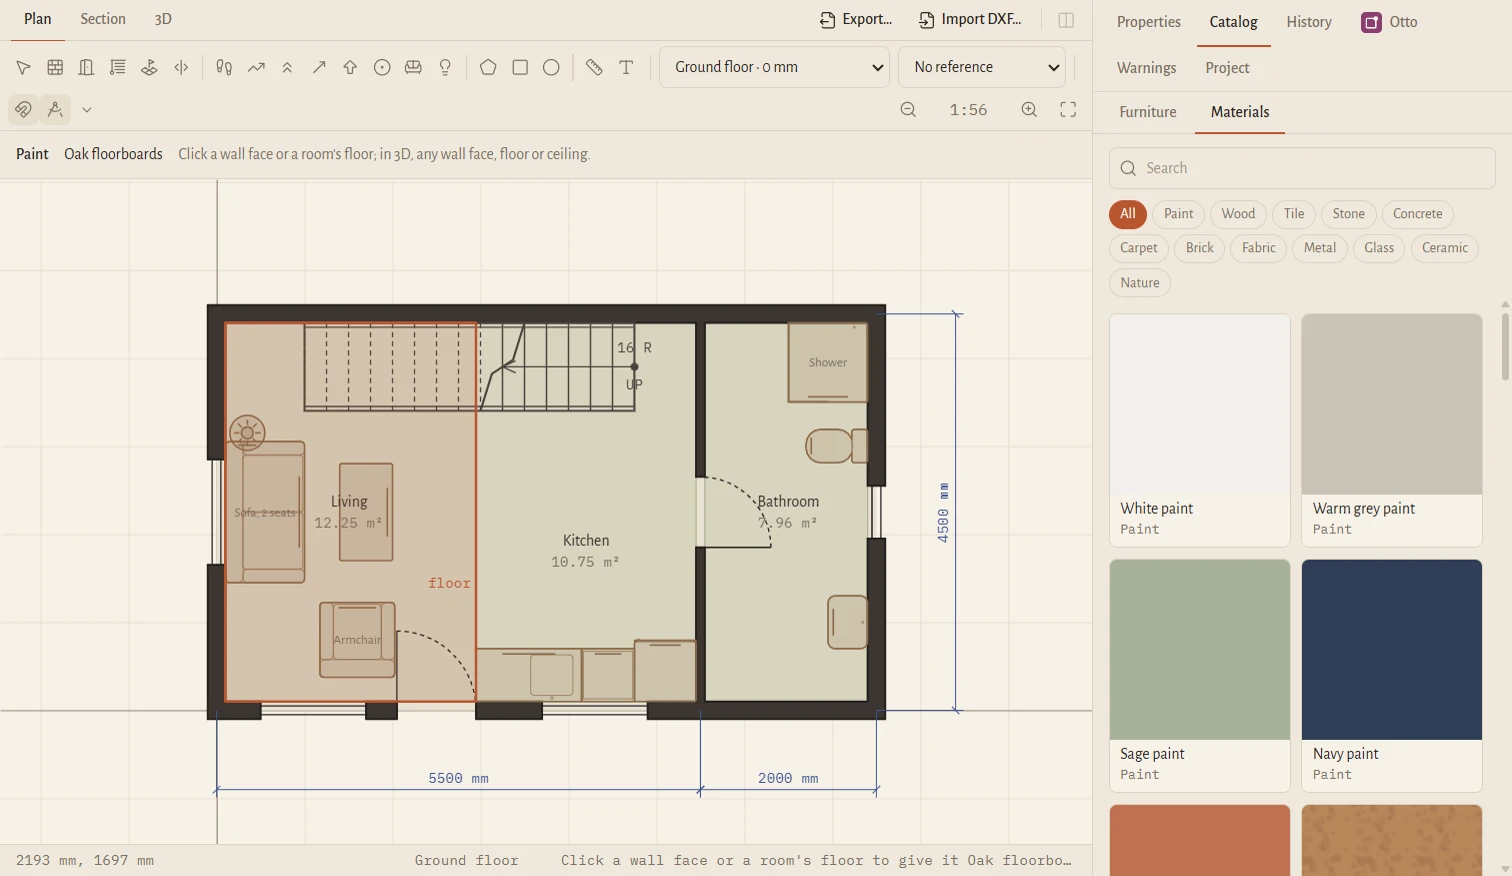 Plan
Section
3D
Export...
Import DXF...
Ground floor · 0 mm
No reference
1:56
Paint
Oak floorboards
Click a wall face or a room's floor; in 3D, any wall face, floor or ceiling.
16 R
UP
Shower
Living
12.25 m²
Sofa, 2 seats
Bathroom
7.96 m²
Kitchen
10.75 m²
floor
Armchair
4500 mm
5500 mm
2000 mm
2193 mm, 1697 mm
Ground floor
Click a wall face or a room's floor to give it Oak floorbo…
Properties
Catalog
History
Otto
Warnings
Project
Furniture
Materials
Search
All
Paint
Wood
Tile
Stone
Concrete
Carpet
Brick
Fabric
Metal
Glass
Ceramic
Nature
White paint
Paint
Warm grey paint
Paint
Sage paint
Paint
Navy paint
Paint